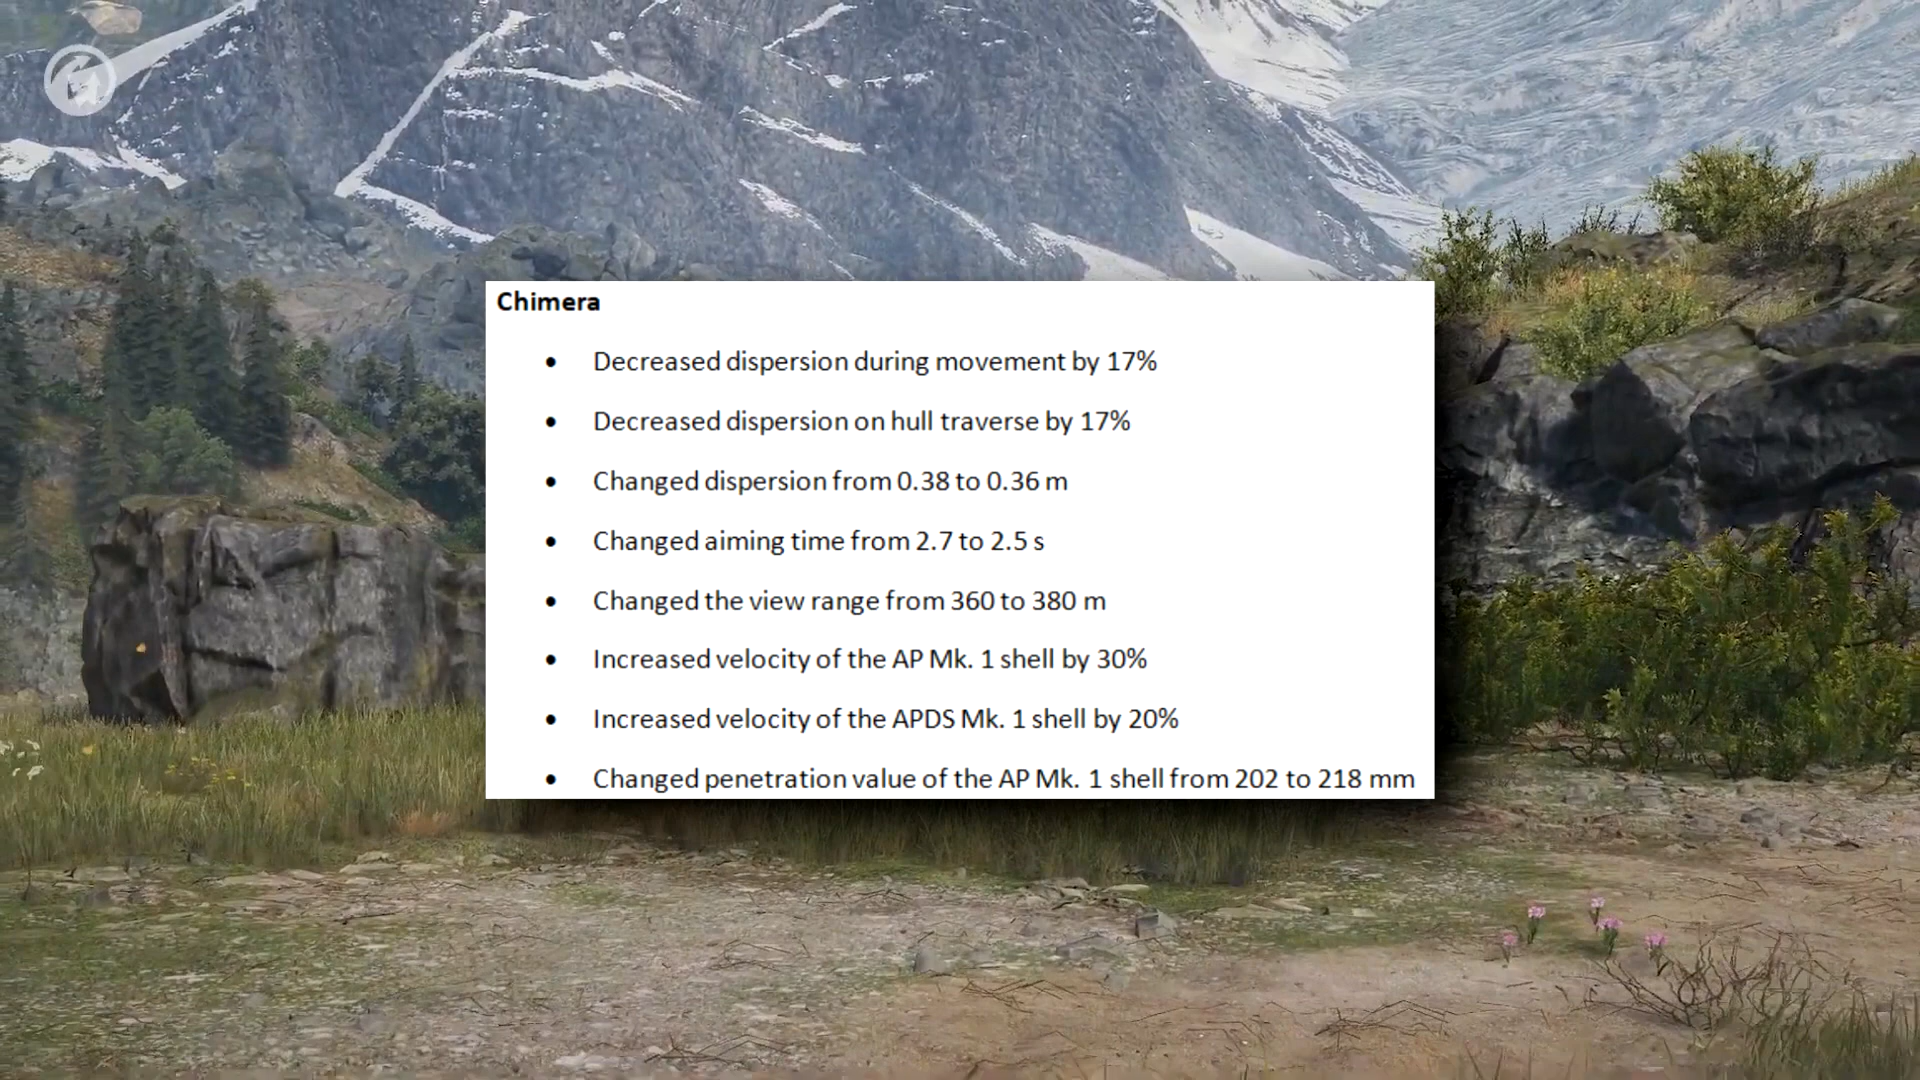 Chimera
• Decreased dispersion during movement by 17%
• Decreased dispersion on hull traverse by 17%
• Changed dispersion from 0.38 to 0.36 m
• Changed aiming time from 2.7 to 2.5 s
• Changed the view range from 360 to 380 m
• Increased velocity of the AP Mk. 1 shell by 30%
• Increased velocity of the APDS Mk. 1 shell by 20%
• Changed penetration value of the AP Mk. 1 shell from 202 to 218 mm